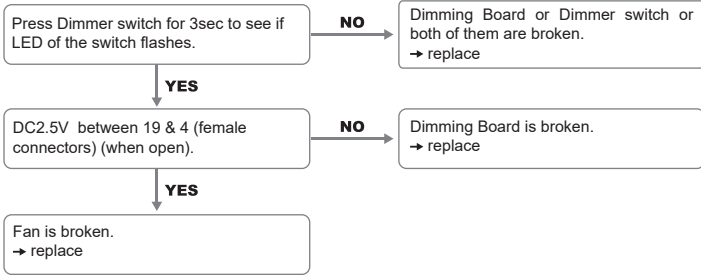 Press Dimmer switch for 3sec to see if
LED of the switch flashes.
NO
Dimming Board or Dimmer switch or
both of them are broken.
→ replace
YES
DC2.5V between 19 & 4 (female
connectors) (when open).
NO
Dimming Board is broken.
→ replace
YES
Fan is broken.
→ replace